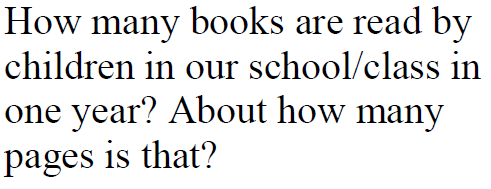 How many books are read by
children in our school/class in
one year? About how many
pages is that?